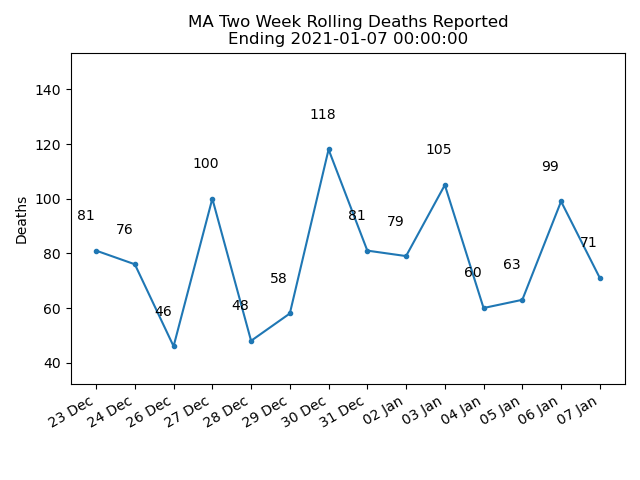 MA Two Week Rolling Deaths Reported
Ending 2021-01-07 00:00:00
Deaths
140
120
100
80
60
40
81
76
46
100
48
58
118
81
79
105
60
63
99
71
23 Dec
24 Dec
26 Dec
27 Dec
28 Dec
29 Dec
30 Dec
31 Dec
02 Jan
03 Jan
04 Jan
05 Jan
06 Jan
07 Jan